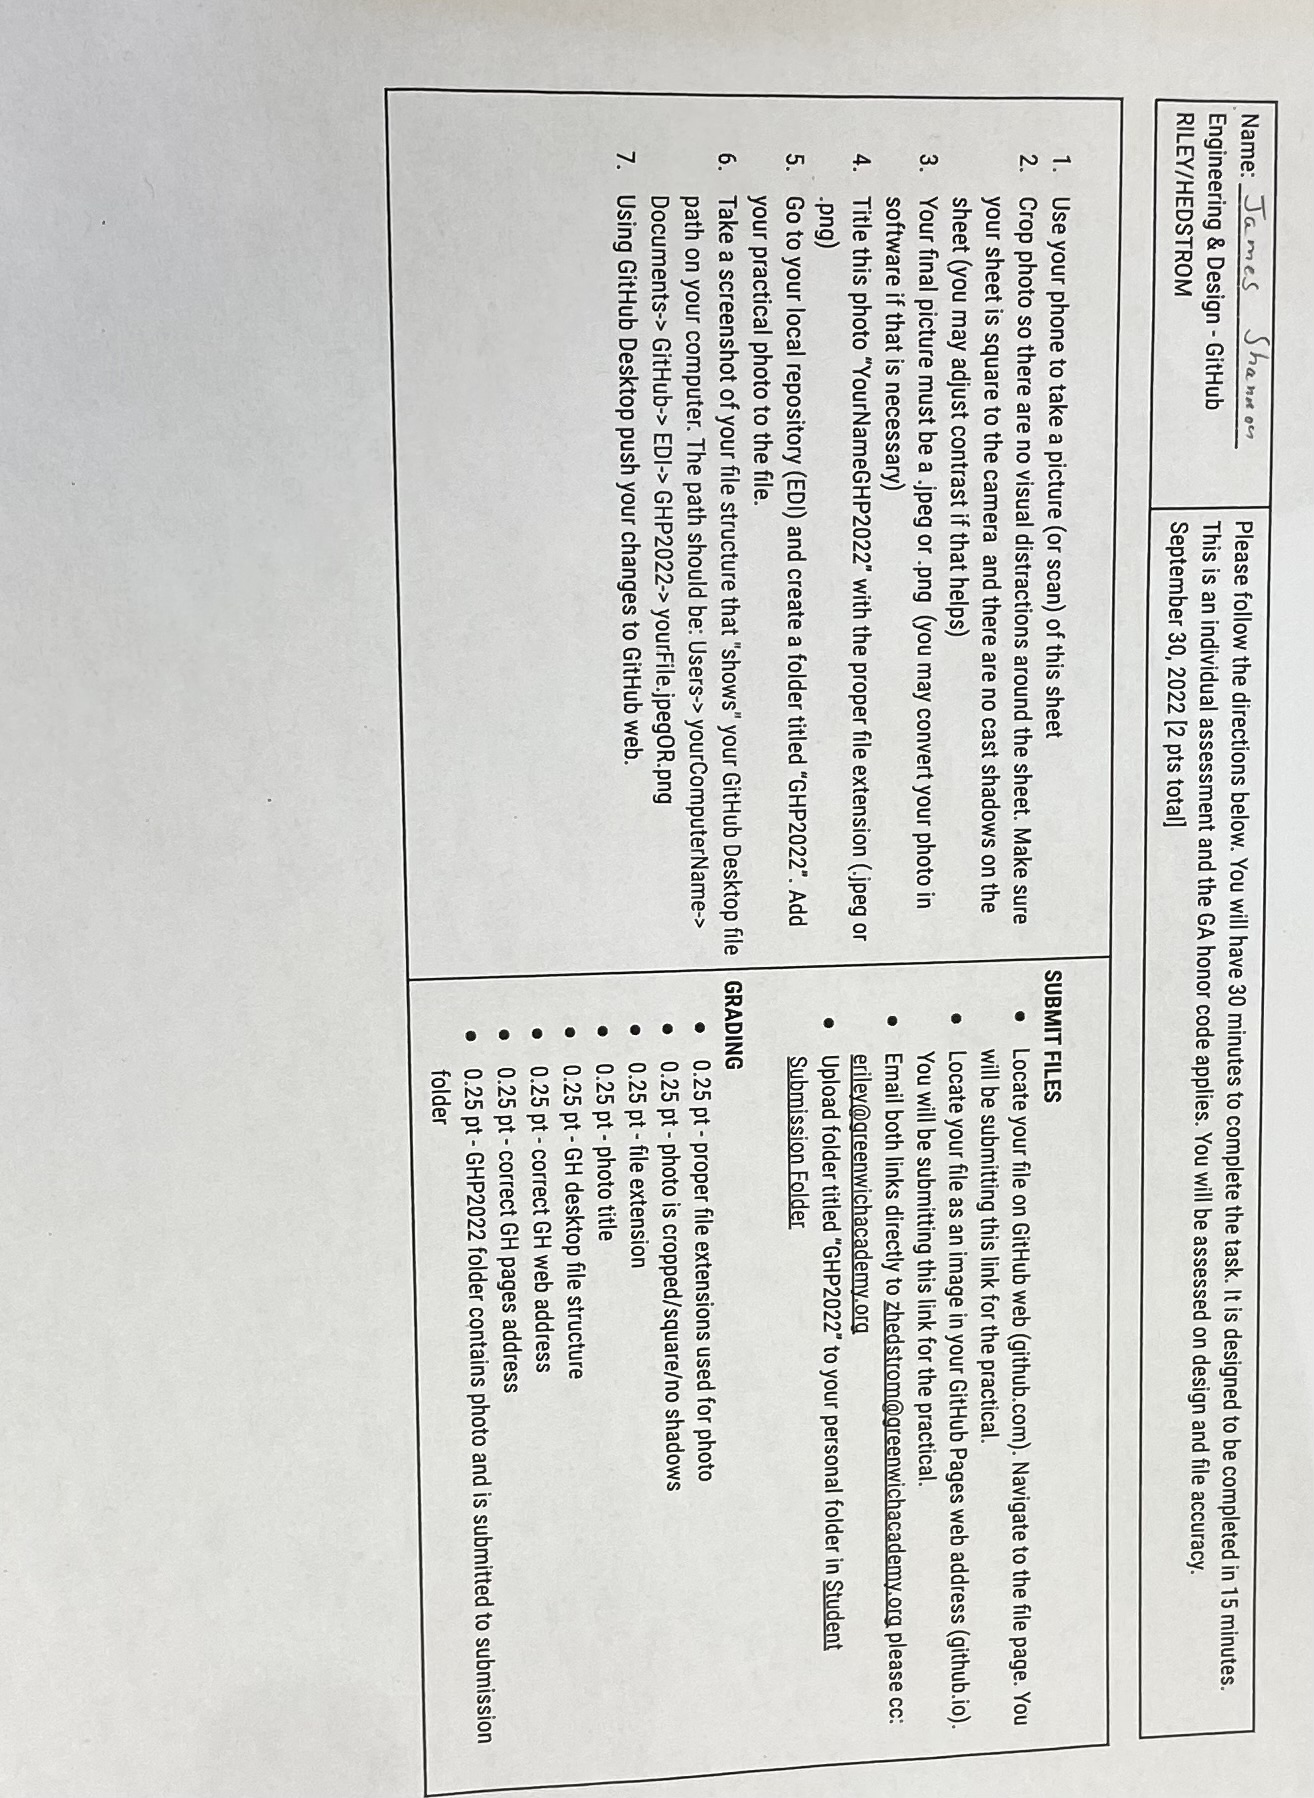 Name: James Shannon
Engineering & Design - GitHub
RILEY/HEDSTROM
Please follow the directions below. You will have 30 minutes to complete the task. It is designed to be completed in 15 minutes.
This is an individual assessment and the GA honor code applies. You will be assessed on design and file accuracy.
September 30, 2022 [2 pts total]
1. Use your phone to take a picture (or scan) of this sheet
2. Crop photo so there are no visual distractions around the sheet. Make sure
your sheet is square to the camera and there are no cast shadows on the
sheet (you may adjust contrast if that helps)
3. Your final picture must be a .jpeg or .png (you may convert your photo in
software if that is necessary)
4. Title this photo "YourNameGHP2022" with the proper file extension (.jpeg or
.png)
5. Go to your local repository (EDI) and create a folder titled "GHP2022". Add
your practical photo to the file.
6. Take a screenshot of your file structure that "shows" your GitHub Desktop file
path on your computer. The path should be: Users-> yourComputerName->
Documents-> GitHub-> EDI-> GHP2022-> yourFile.jpegOR.png
7. Using GitHub Desktop push your changes to GitHub web.
SUBMIT FILES
• Locate your file on GitHub web (github.com). Navigate to the file page. You
will be submitting this link for the practical.
• Locate your file as an image in your GitHub Pages web address (github.io).
You will be submitting this link for the practical.
• Email both links directly to zhedstrom@greenwichacademy.org please cc:
eriley@greenwichacademy.org
• Upload folder titled "GHP2022" to your personal folder in Student
Submission Folder
GRADING
• 0.25 pt - proper file extensions used for photo
• 0.25 pt - photo is cropped/square/no shadows
• 0.25 pt - file extension
• 0.25 pt - photo title
• 0.25 pt - GH desktop file structure
• 0.25 pt - correct GH web address
• 0.25 pt - correct GH pages address
• 0.25 pt - GHP2022 folder contains photo and is submitted to submission
folder